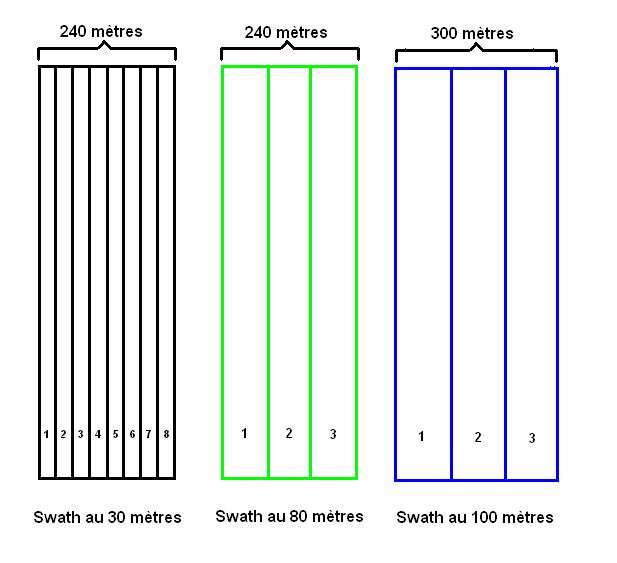 240 mètres
240 mètres
300 mètres
1 2 3 4 5 6 7 8
1 2 3
1 2 3
Swath au 30 mètres
Swath au 80 mètres
Swath au 100 mètres